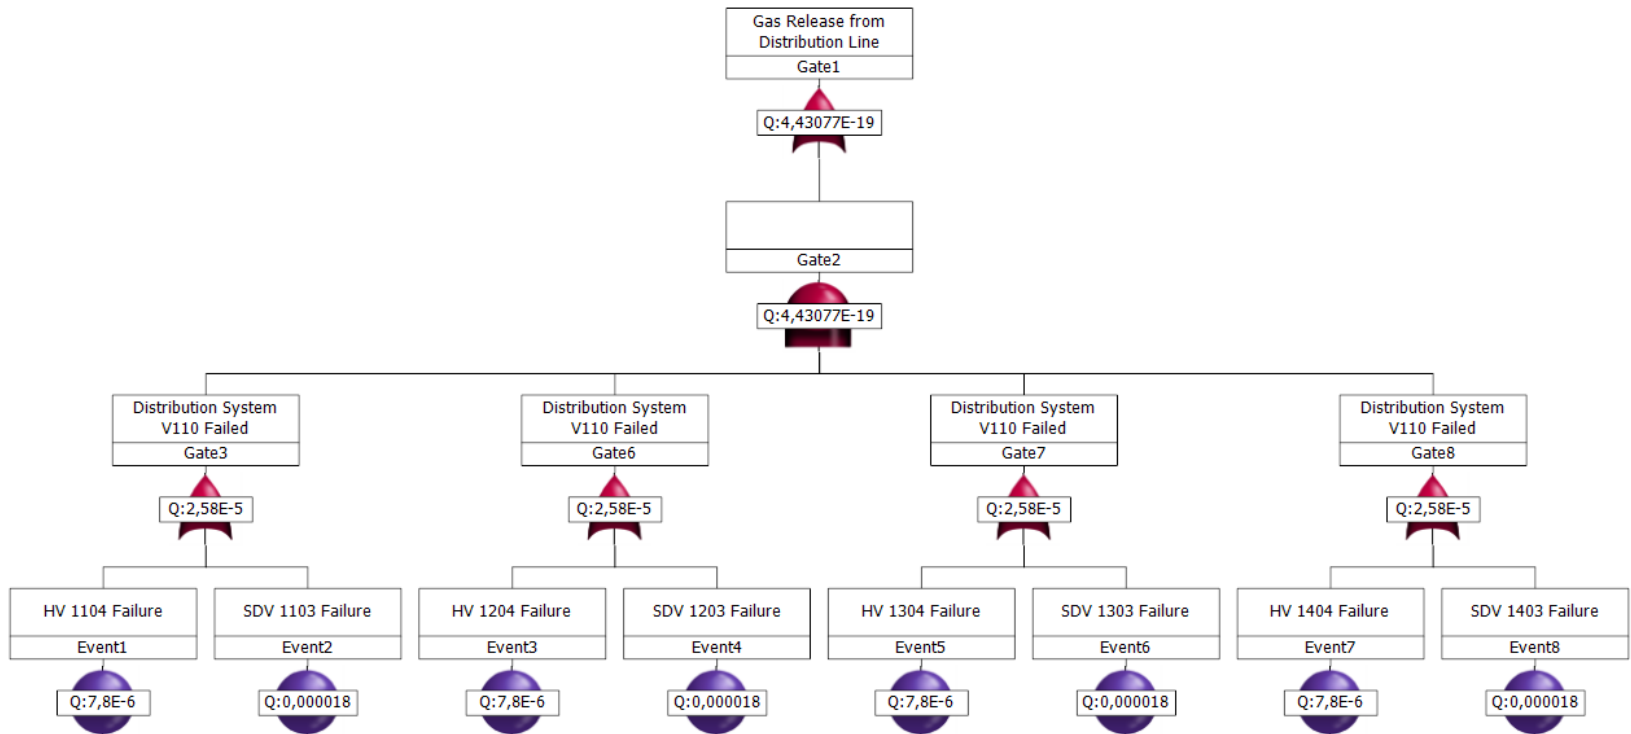 Gas Release from
Distribution Line
Gate1
Q:4,43077E-19
Gate2
Q:4,43077E-19
Distribution System
V110 Failed
Gate3
Q:2,58E-5
Distribution System
V110 Failed
Gate6
Q:2,58E-5
Distribution System
V110 Failed
Gate7
Q:2,58E-5
Distribution System
V110 Failed
Gate8
Q:2,58E-5
HV 1104 Failure
Event1
Q:7,8E-6
SDV 1103 Failure
Event2
Q:0,000018
HV 1204 Failure
Event3
Q:7,8E-6
SDV 1203 Failure
Event4
Q:0,000018
HV 1304 Failure
Event5
Q:7,8E-6
SDV 1303 Failure
Event6
Q:0,000018
HV 1404 Failure
Event7
Q:7,8E-6
SDV 1403 Failure
Event8
Q:0,000018